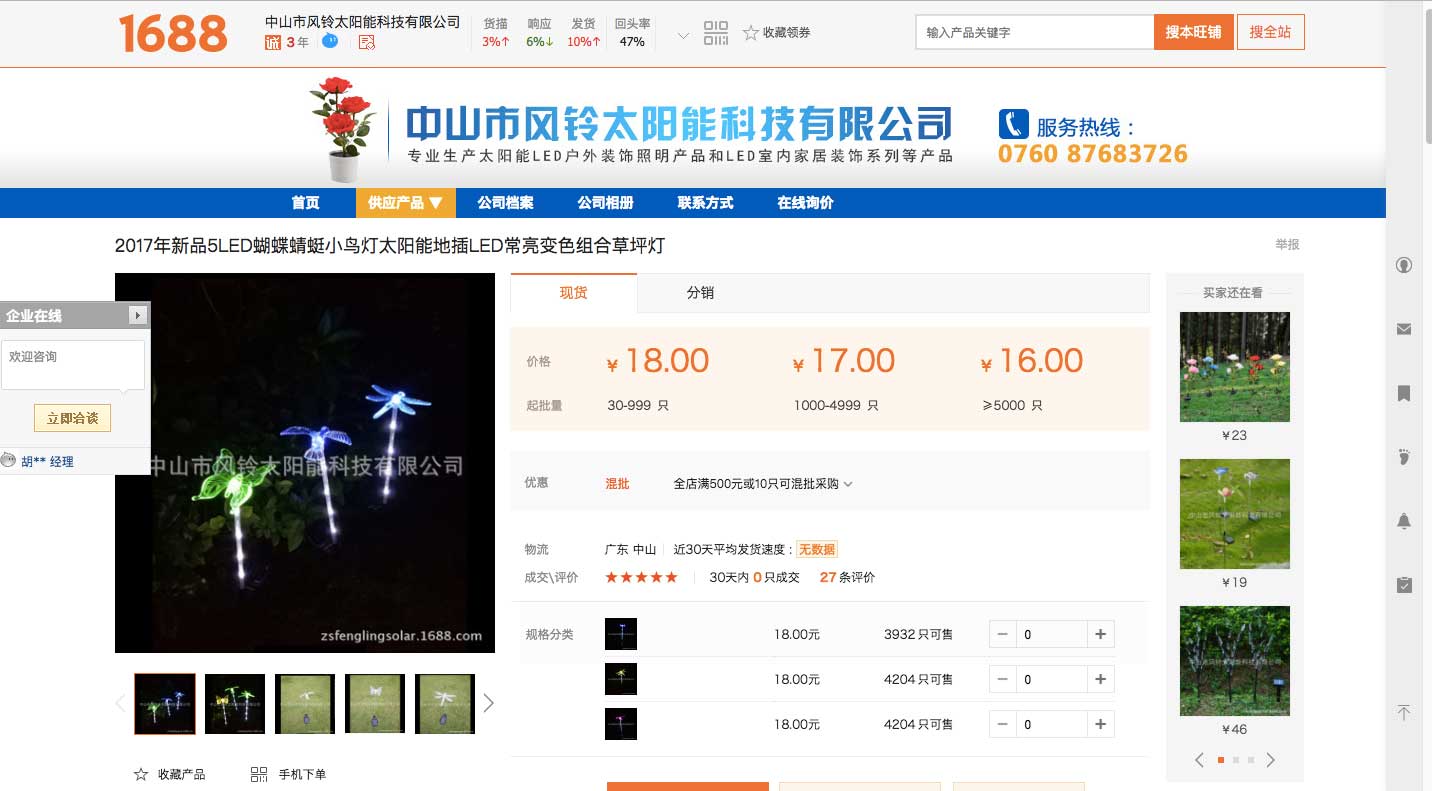 1688
中山市风铃太阳能科技有限公司
诚 3 年
货描 响应 发货 回头率
3%↑ 6%↓ 10%↑ 47%
收藏领券
输入产品关键字
搜本旺铺
搜全站
中山市风铃太阳能科技有限公司
专业生产太阳能LED户外装饰照明产品和LED室内家居装饰系列等产品
服务热线：
0760 87683726
首页 供应产品▼ 公司档案 公司相册 联系方式 在线询价
2017年新品5LED蝴蝶蜻蜓小鸟灯太阳能地插LED常亮变色组合草坪灯
举报
企业在线
欢迎咨询
立即洽谈
胡** 经理
中山市风铃太阳能科技有限公司
zsfenglingsolar.1688.com
收藏产品 手机下单
现货 分销
价格 ¥ 18.00 ¥ 17.00 ¥ 16.00
起批量 30-999 只 1000-4999 只 ≥5000 只
优惠 混批 全店满500元或10只可混批采购
物流 广东 中山 近30天平均发货速度：无数据
成交\评价 ★★★★★ 30天内 0 只成交 27 条评价
规格分类 18.00元 3932 只可售 − 0 +
18.00元 4204 只可售 − 0 +
18.00元 4204 只可售 − 0 +
买家还在看
¥23
¥19
¥46